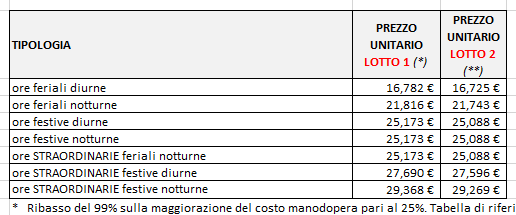 TIPOLOGIA PREZZO UNITARIO LOTTO 1 (*) PREZZO UNITARIO LOTTO 2 (**)
ore feriali diurne 16,782 € 16,725 €
ore feriali notturne 21,816 € 21,743 €
ore festive diurne 25,173 € 25,088 €
ore festive notturne 25,173 € 25,088 €
ore STRAORDINARIE feriali notturne 25,173 € 25,088 €
ore STRAORDINARIE festive diurne 27,690 € 27,596 €
ore STRAORDINARIE festive notturne 29,368 € 29,269 €
* Ribasso del 99% sulla maggiorazione del costo manodopera pari al 25%. Tabella di riferi